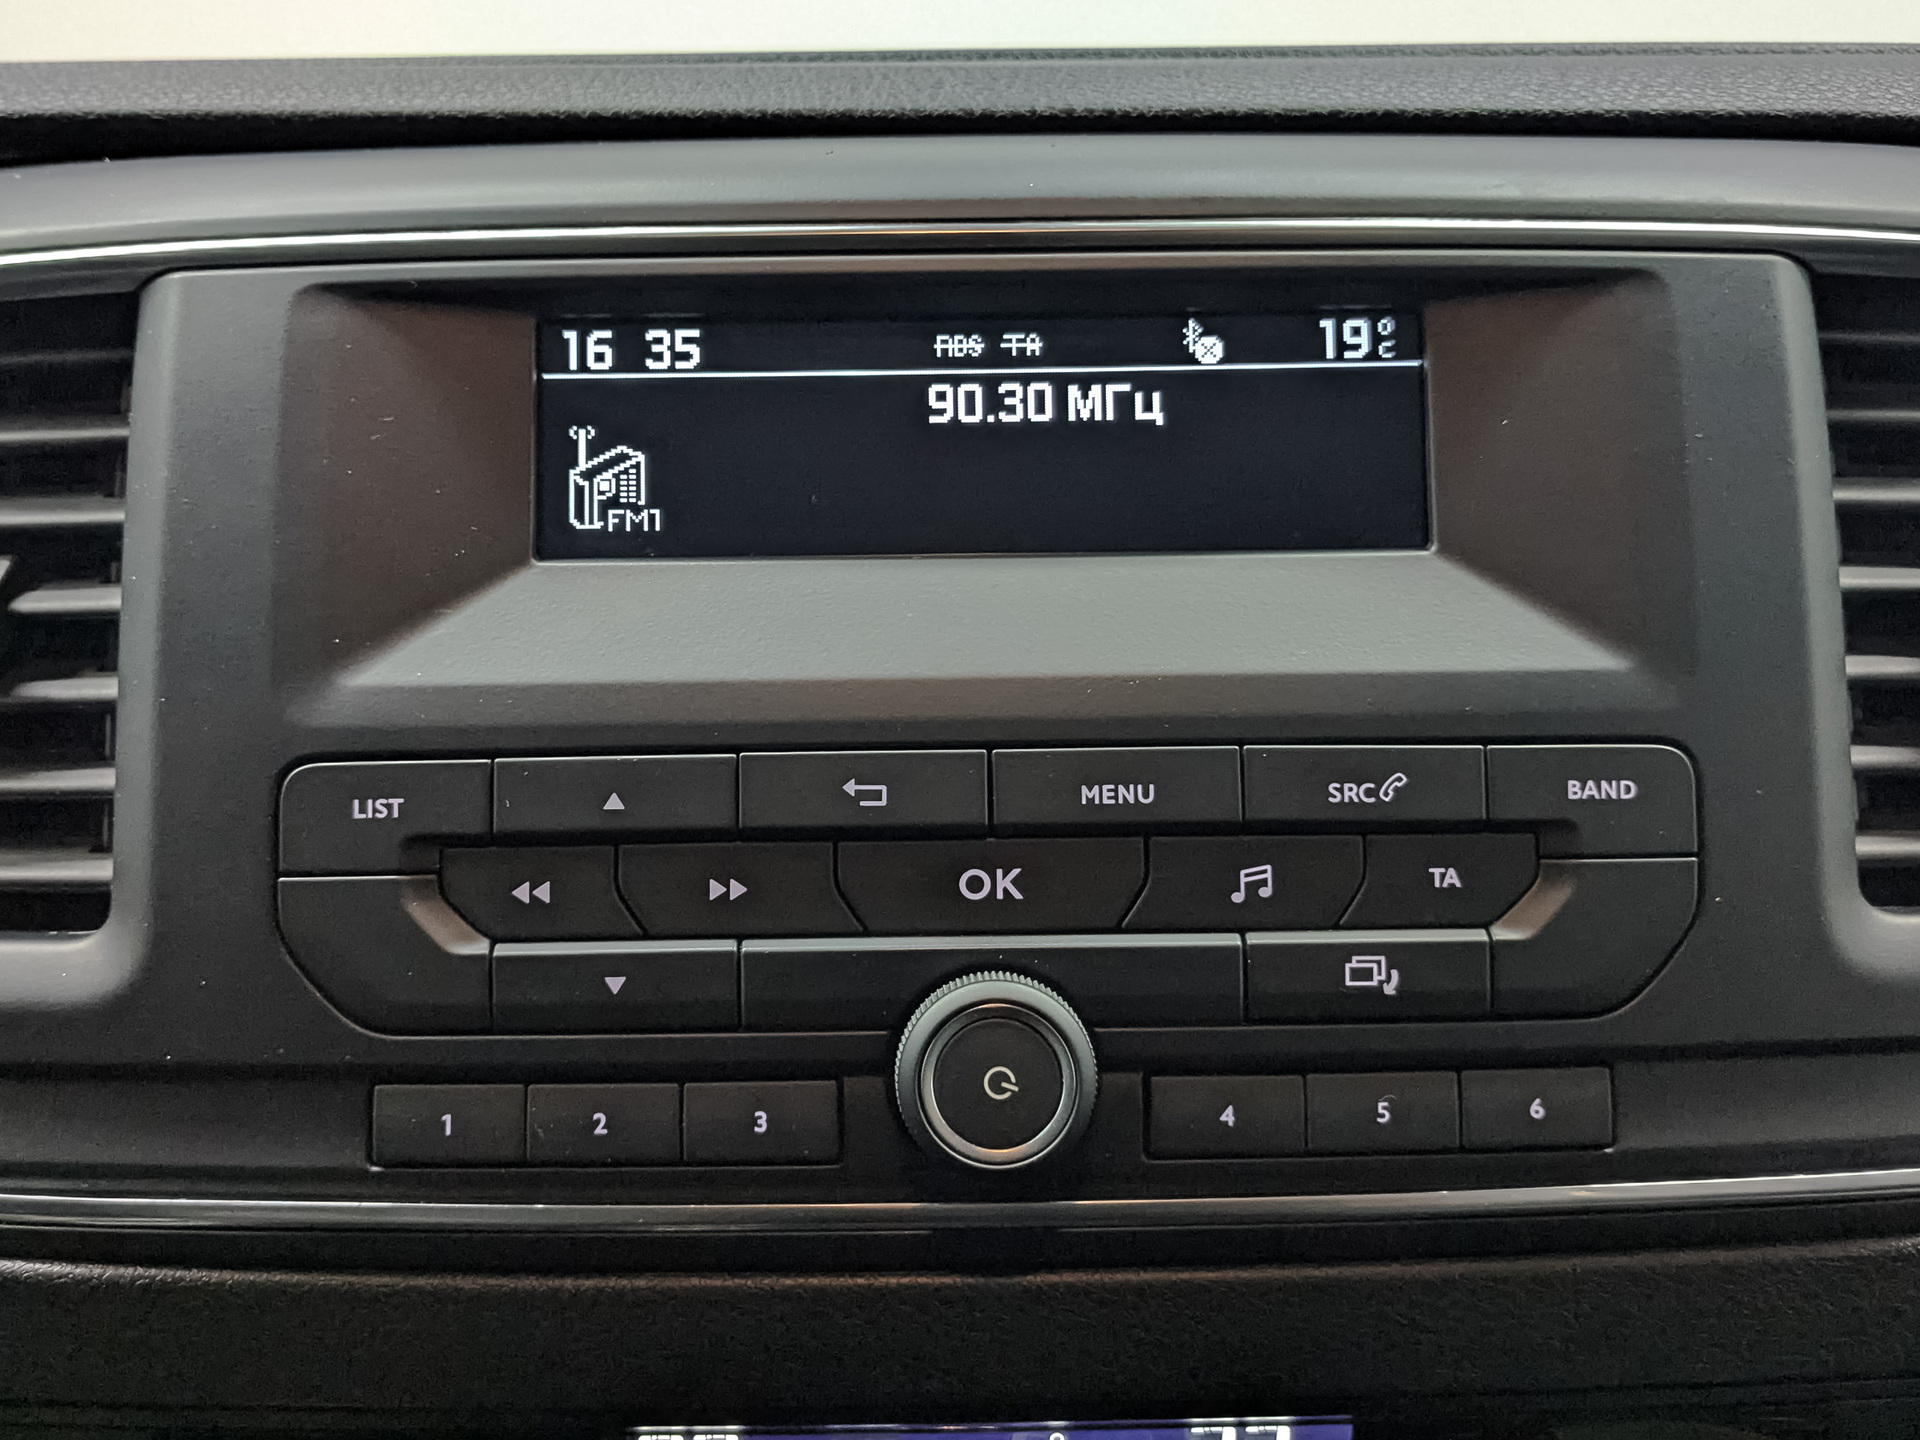 16 35 RDS TA 19°C
90.30 МГц
FM1
LIST MENU SRC BAND
OK TA
1 2 3 4 5 6